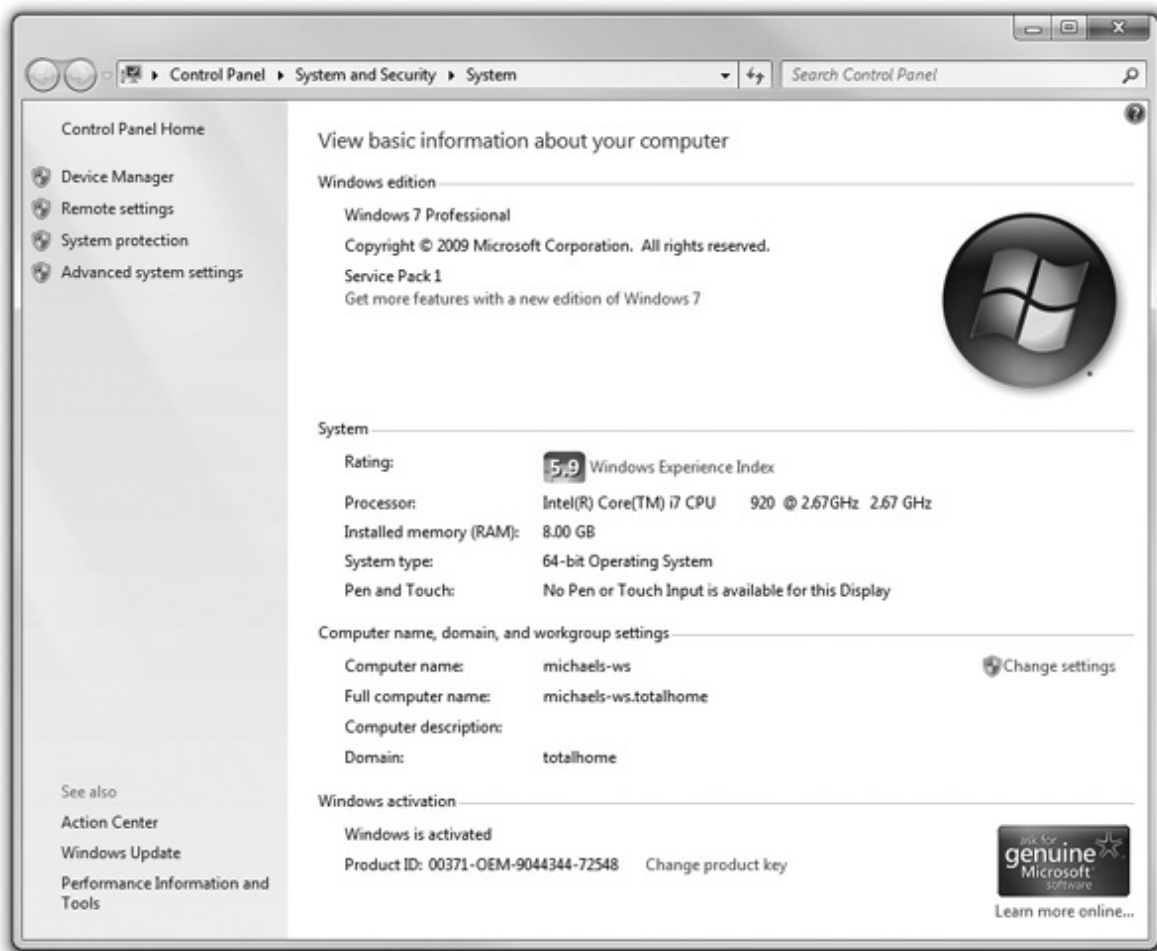 Control Panel ▸ System and Security ▸ System
Search Control Panel
Control Panel Home
Device Manager
Remote settings
System protection
Advanced system settings
See also
Action Center
Windows Update
Performance Information and
Tools
View basic information about your computer
Windows edition
Windows 7 Professional
Copyright © 2009 Microsoft Corporation. All rights reserved.
Service Pack 1
Get more features with a new edition of Windows 7
System
Rating: 5.9 Windows Experience Index
Processor: Intel(R) Core(TM) i7 CPU 920 @ 2.67GHz 2.67 GHz
Installed memory (RAM): 8.00 GB
System type: 64-bit Operating System
Pen and Touch: No Pen or Touch Input is available for this Display
Computer name, domain, and workgroup settings
Computer name: michaels-ws Change settings
Full computer name: michaels-ws.totalhome
Computer description:
Domain: totalhome
Windows activation
Windows is activated
Product ID: 00371-OEM-9044344-72548 Change product key
ask for
genuine
Microsoft
software
Learn more online...